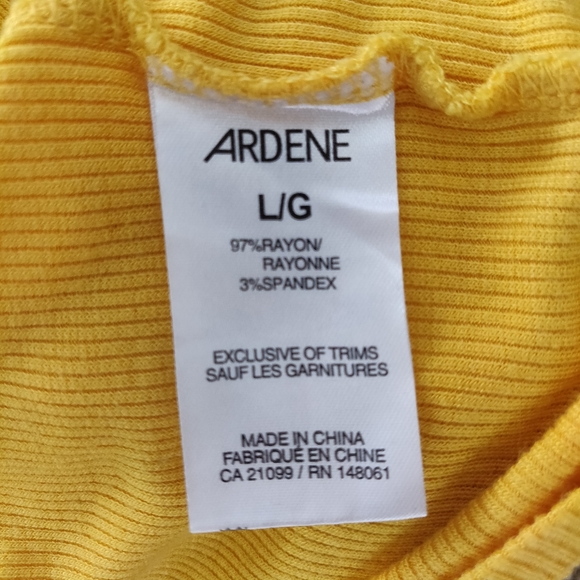 ARDENE
L/G
97%RAYON/
RAYONNE
3%SPANDEX
EXCLUSIVE OF TRIMS
SAUF LES GARNITURES
MADE IN CHINA
FABRIQUÉ EN CHINE
CA 21099 / RN 148061